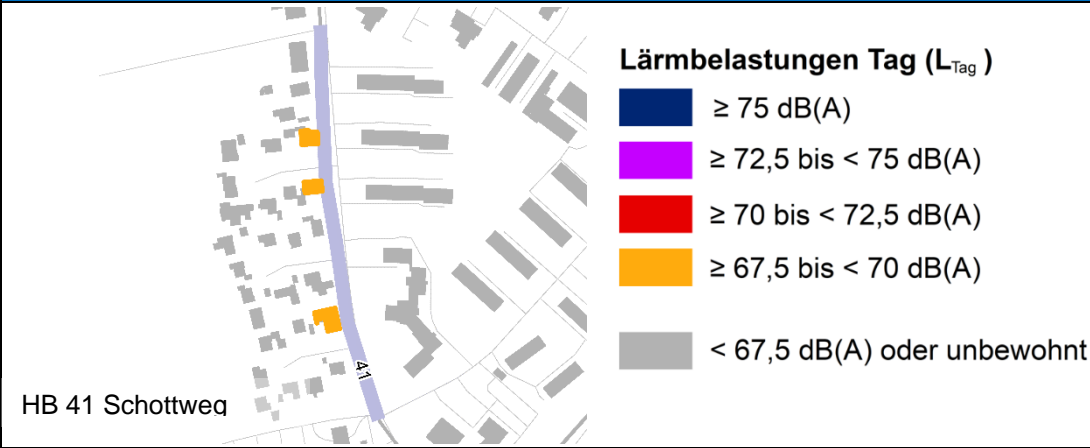 41
HB 41 Schottweg
Lärmbelastungen Tag (LTag )
≥ 75 dB(A)
≥ 72,5 bis < 75 dB(A)
≥ 70 bis < 72,5 dB(A)
≥ 67,5 bis < 70 dB(A)
< 67,5 dB(A) oder unbewohnt